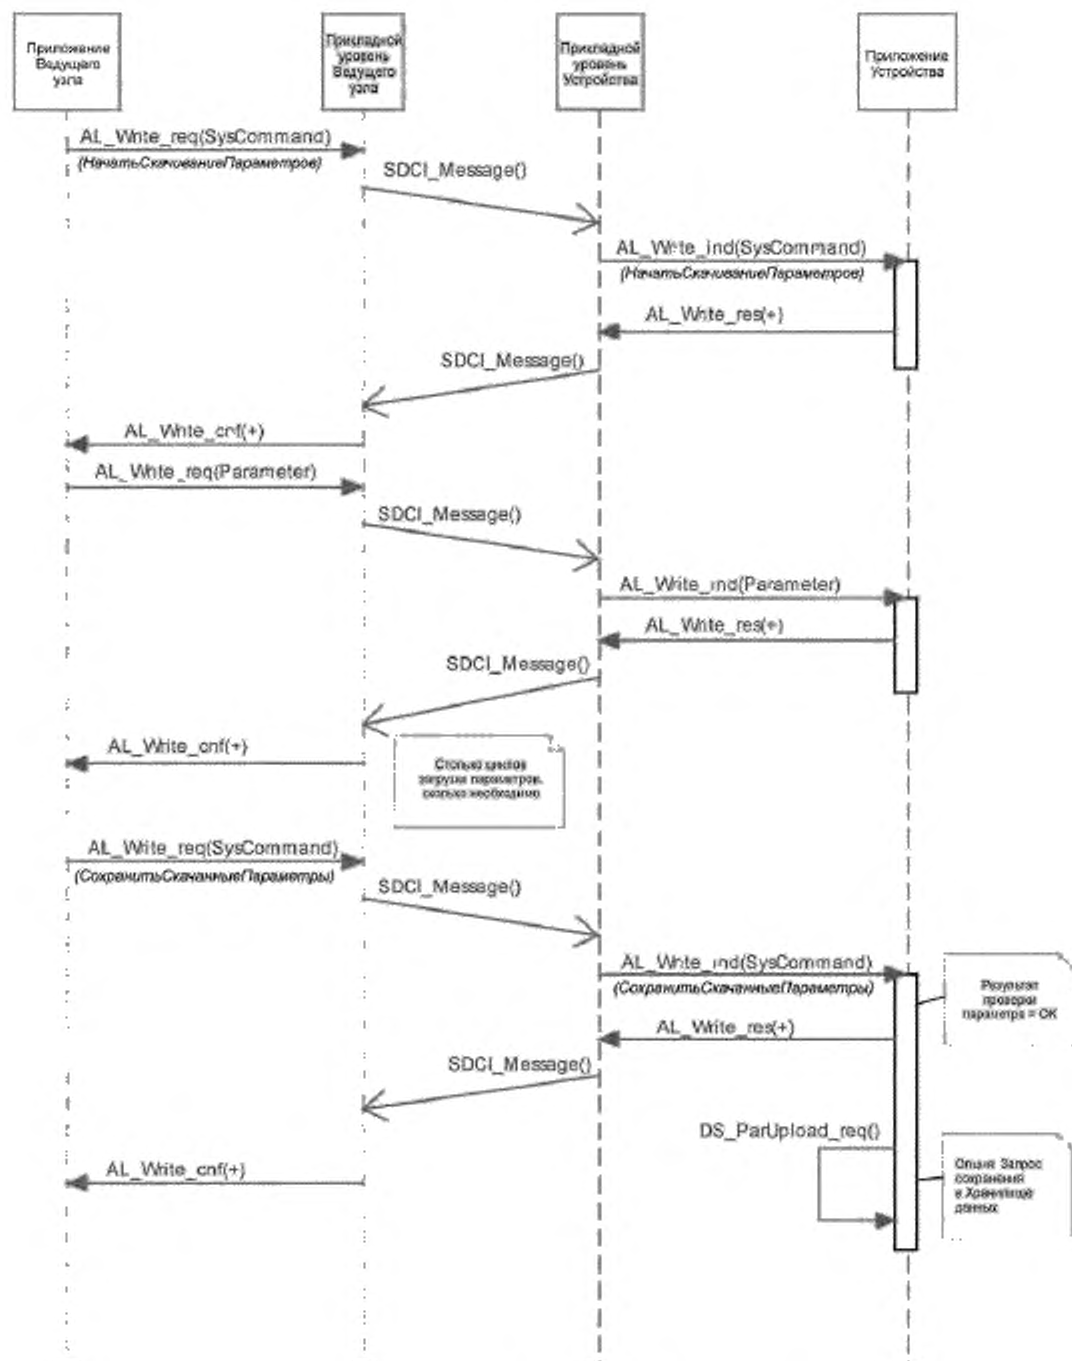 Приложение
Ведущего
узла
Прикладной
уровень
Ведущего
узла
Прикладной
уровень
Устройства
Приложение
Устройства
AL_Write_req(SysCommand)
(НачатьСкачиваниеПараметров)
SDCI_Message()
AL_Write_ind(SysCommand)
(НачатьСкачиваниеПараметров)
AL_Write_res(+)
SDCI_Message()
AL_Write_cnf(+)
AL_Write_req(Parameter)
SDCI_Message()
AL_Write_ind(Parameter)
AL_Write_res(+)
SDCI_Message()
AL_Write_cnf(+)
Столько циклов
загрузки параметров,
сколько необходимо
AL_Write_req(SysCommand)
(СохранитьСкачанныеПараметры)
SDCI_Message()
AL_Write_ind(SysCommand)
(СохранитьСкачанныеПараметры)
Результат
проверки
параметра = ОК
AL_Write_res(+)
SDCI_Message()
DS_ParUpload_req()
AL_Write_cnf(+)
Опция Запрос
сохранения
в Хранилище
данных